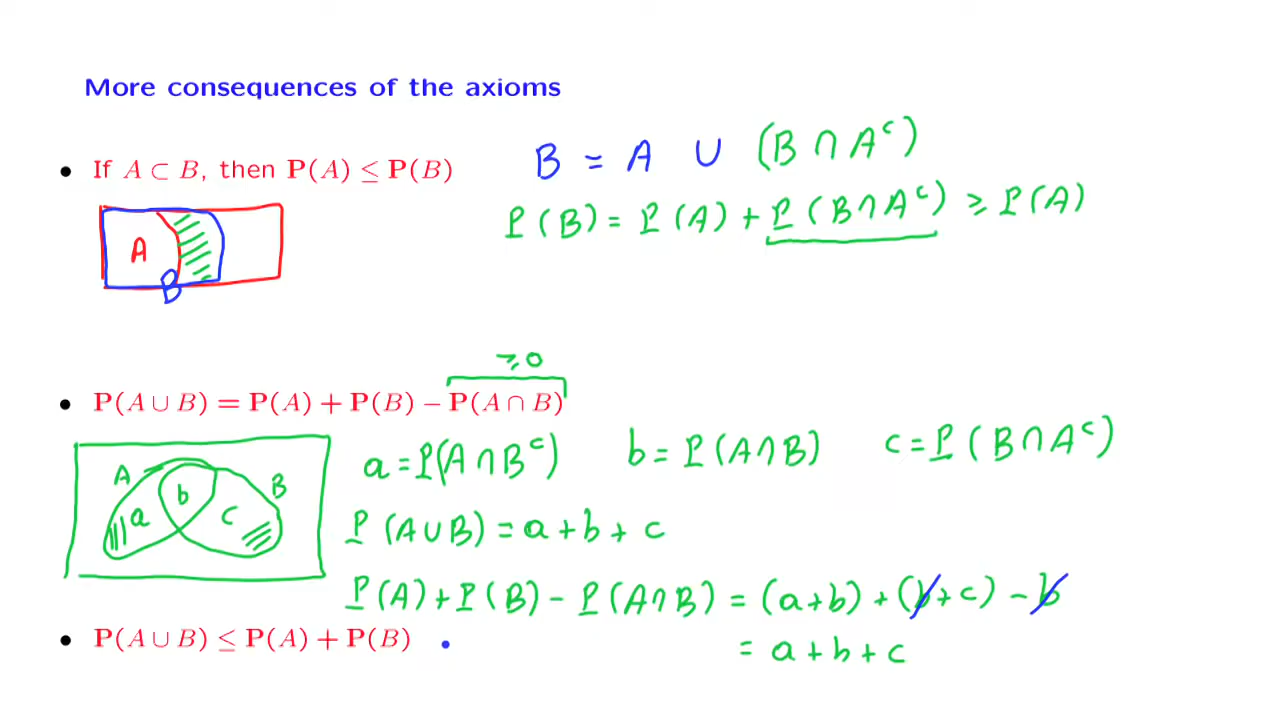 More consequences of the axioms
• If A ⊂ B, then P(A) ≤ P(B)
B = A ∪ (B ∩ Aᶜ)
P(B) = P(A) + P(B ∩ Aᶜ) ≥ P(A)
A
B
≥0
• P(A ∪ B) = P(A) + P(B) − P(A ∩ B)
a = P(A ∩ Bᶜ) b = P(A ∩ B) c = P(B ∩ Aᶜ)
A B
a b c
P(A ∪ B) = a + b + c
P(A) + P(B) − P(A ∩ B) = (a + b) + (b + c) − b
• P(A ∪ B) ≤ P(A) + P(B)
= a + b + c